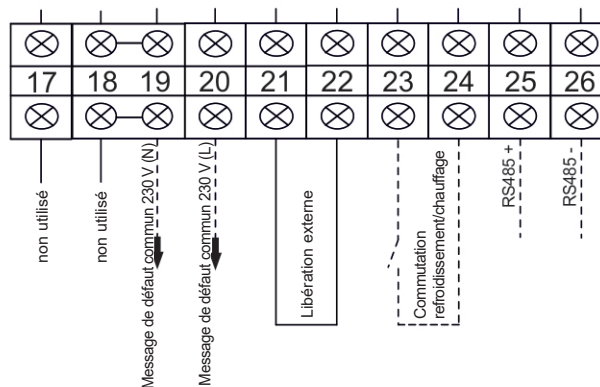 17 18 19 20 21 22 23 24 25 26
non utilisé
non utilisé
Message de défaut commun 230 V (N)
Message de défaut commun 230 V (L)
Libération externe
Commutation
refroidissement/chauffage
RS485 +
RS485 -